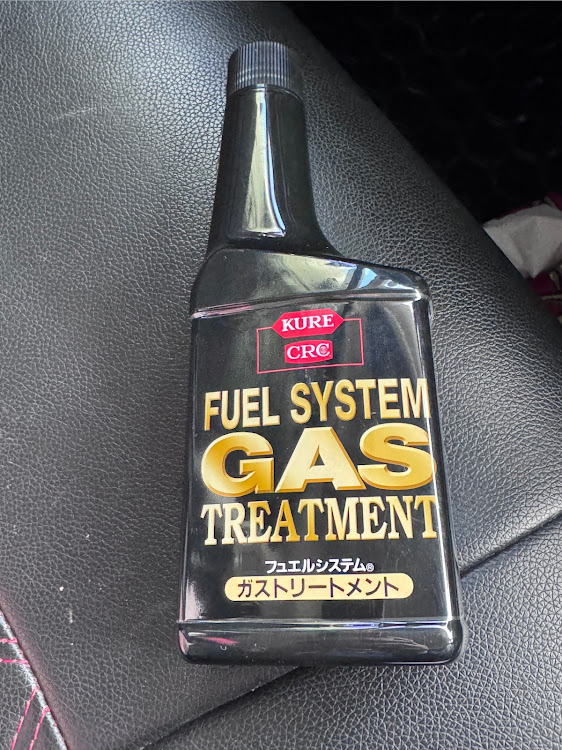 KURE
CRC
FUEL SYSTEM
GAS
TREATMENT
フュエルシステム®
ガストリートメント